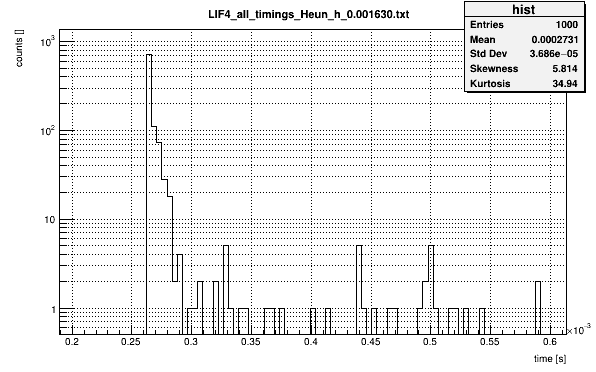 LIF4_all_timings_Heun_h_0.001630.txt
hist
Entries 1000
Mean 0.0002731
Std Dev 3.686e−05
Skewness 5.814
Kurtosis 34.94
counts []
10³
10²
10
1
0.2 0.3 0.35 0.4 0.45 0.5 0.55 0.6
×10⁻³
time [s]